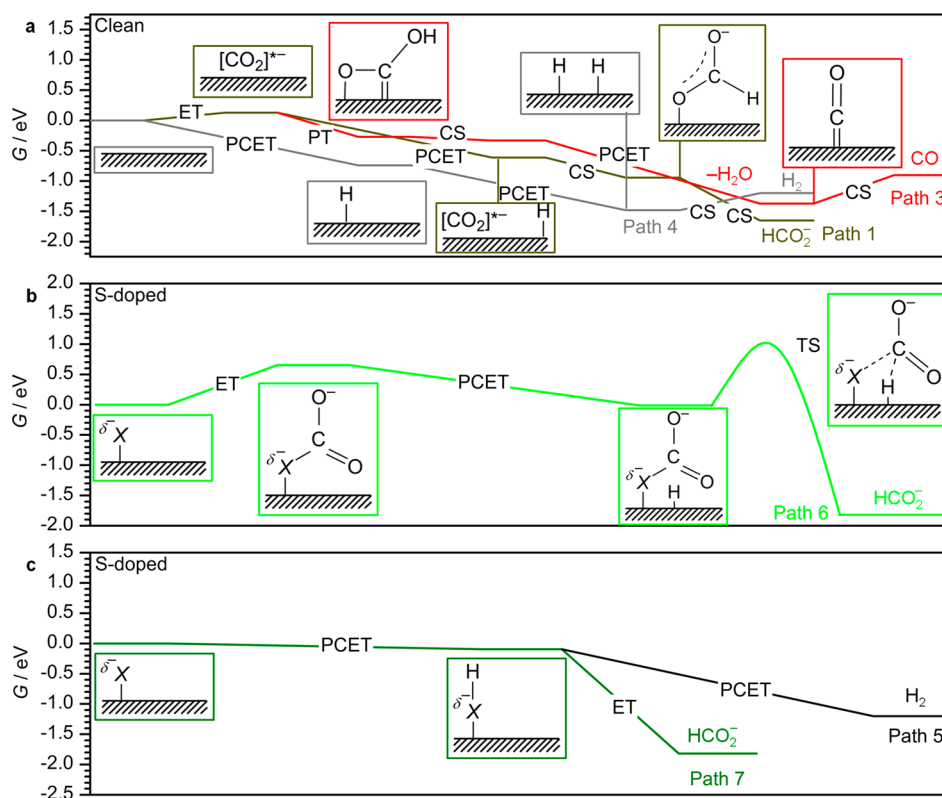 a Clean
1.5
1.0
0.5
0.0
-0.5
-1.0
-1.5
-2.0
G / eV
[CO₂]*⁻
OH
O C
H H
O⁻
C
O H
O
C
ET
PT
CS
PCET
PCET
PCET
PCET
CS
–H₂O
H₂
CO
CS
Path 3
H
[CO₂]*⁻ H
Path 4
CS
CS
HCO₂⁻ Path 1
b S-doped
2.0
1.5
1.0
0.5
0.0
-0.5
-1.0
-1.5
-2.0
G / eV
ET
PCET
TS
δ⁻X
O⁻
C
δ⁻X O
O⁻
C
δ⁻X H O
O⁻
C
δ⁻X H O
Path 6
HCO₂⁻
c S-doped
1.5
1.0
0.5
0.0
-0.5
-1.0
-1.5
-2.0
-2.5
G / eV
PCET
δ⁻X
H
δ⁻X
PCET
ET
H₂
Path 5
HCO₂⁻
Path 7